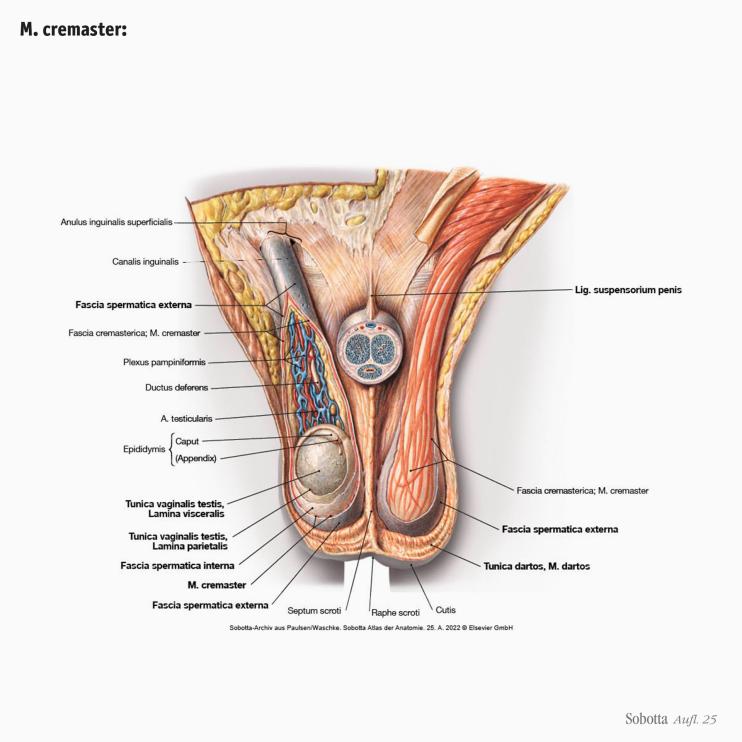 M. cremaster:
Anulus inguinalis superficialis
Canalis inguinalis
Fascia spermatica externa
Fascia cremasterica; M. cremaster
Plexus pampiniformis
Ductus deferens
A. testicularis
Epididymis
Caput
(Appendix)
Tunica vaginalis testis,
Lamina visceralis
Tunica vaginalis testis,
Lamina parietalis
Fascia spermatica interna
M. cremaster
Fascia spermatica externa
Septum scroti
Raphe scroti
Cutis
Lig. suspensorium penis
Fascia cremasterica; M. cremaster
Fascia spermatica externa
Tunica dartos, M. dartos
Sobotta-Archiv aus Paulsen/Waschke. Sobotta Atlas der Anatomie. 25. A. 2022 © Elsevier GmbH
Sobotta Aufl. 25